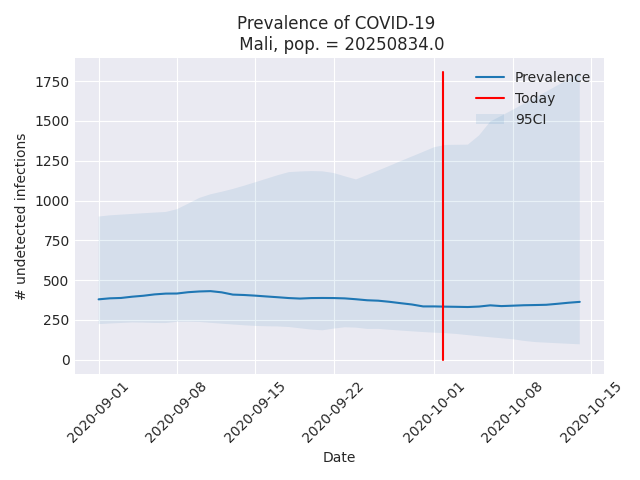 Prevalence of COVID-19
Mali, pop. = 20250834.0
Prevalence
Today
95CI
# undetected infections
1750
1500
1250
1000
750
500
250
0
2020-09-01
2020-09-08
2020-09-15
2020-09-22
2020-10-01
2020-10-08
2020-10-15
Date